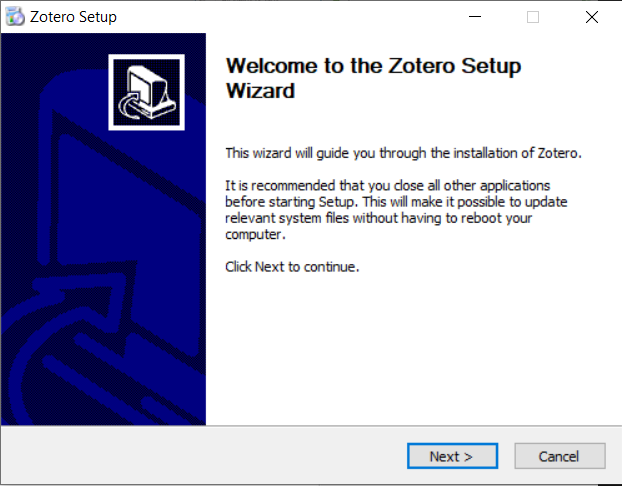 Zotero Setup
Welcome to the Zotero Setup
Wizard
This wizard will guide you through the installation of Zotero.
It is recommended that you close all other applications
before starting Setup. This will make it possible to update
relevant system files without having to reboot your
computer.
Click Next to continue.
Next >
Cancel